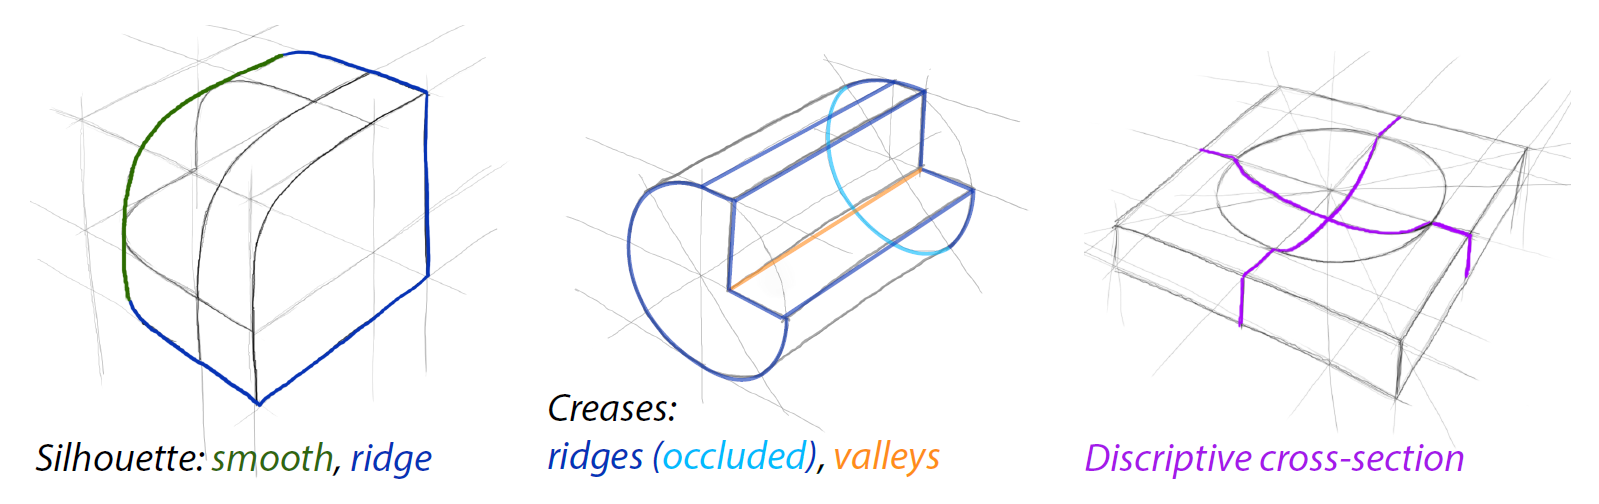 Silhouette: smooth, ridge
Creases:
ridges (occluded), valleys
Discriptive cross-section